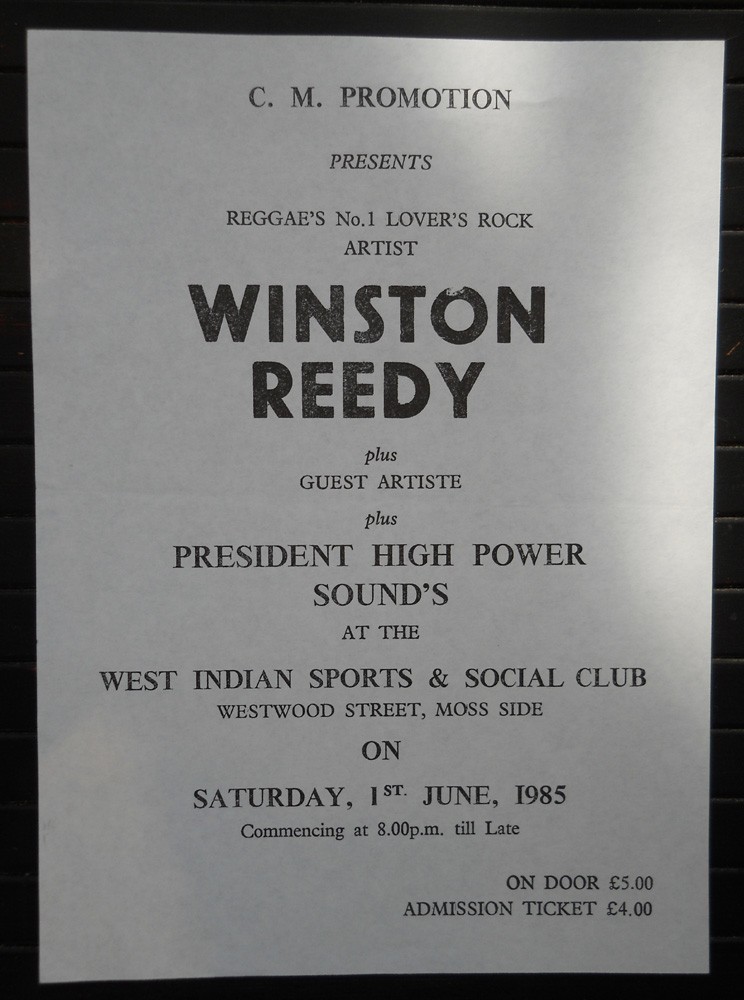 C. M. PROMOTION
PRESENTS
REGGAE'S No.1 LOVER'S ROCK
ARTIST
WINSTON
REEDY
plus
GUEST ARTISTE
plus
PRESIDENT HIGH POWER
SOUND'S
AT THE
WEST INDIAN SPORTS & SOCIAL CLUB
WESTWOOD STREET, MOSS SIDE
ON
SATURDAY, 1ST. JUNE, 1985
Commencing at 8.00p.m. till Late
ON DOOR £5.00
ADMISSION TICKET £4.00